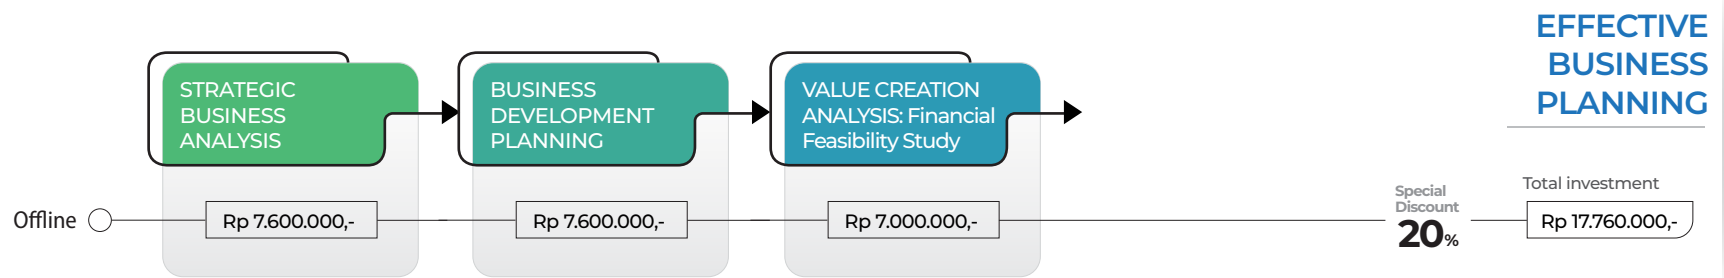 EFFECTIVE
BUSINESS
PLANNING
STRATEGIC
BUSINESS
ANALYSIS
BUSINESS
DEVELOPMENT
PLANNING
VALUE CREATION
ANALYSIS: Financial
Feasibility Study
Offline
Rp 7.600.000,-
Rp 7.600.000,-
Rp 7.000.000,-
Special
Discount
20%
Total investment
Rp 17.760.000,-